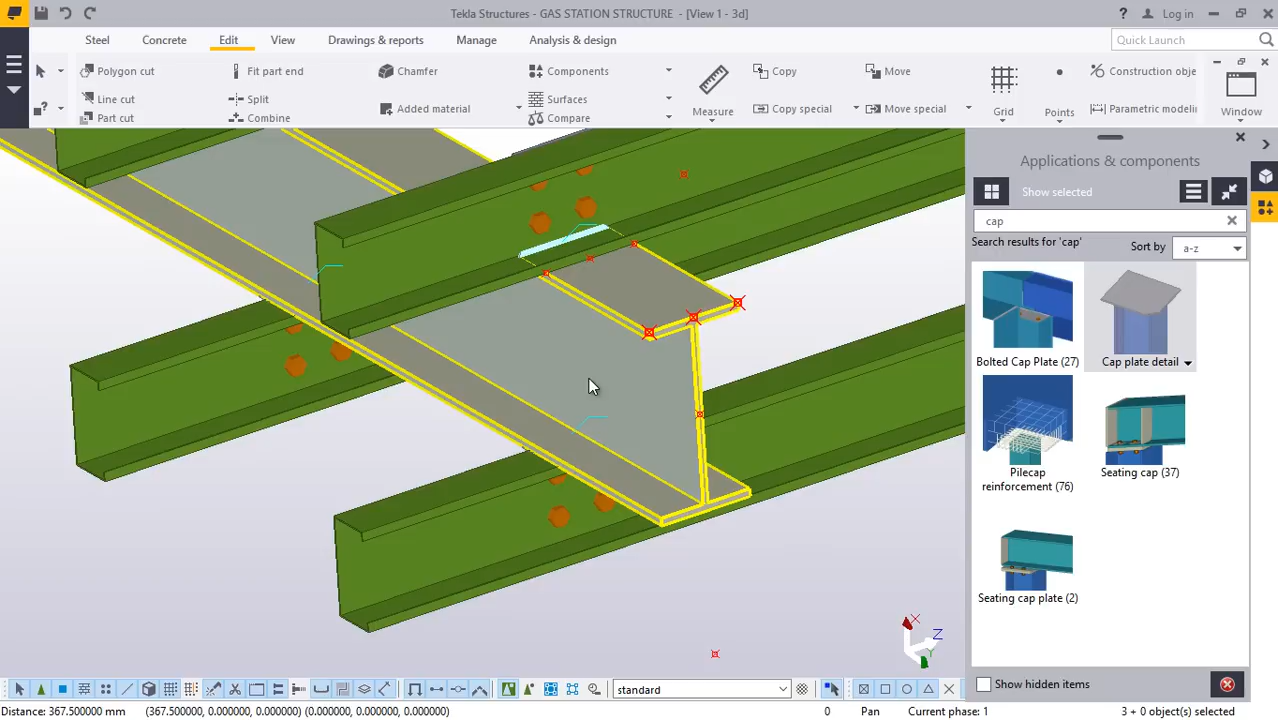 Tekla Structures - GAS STATION STRUCTURE - [View 1 - 3d]
? Log in
Steel Concrete Edit View Drawings & reports Manage Analysis & design Quick Launch
Polygon cut Fit part end Chamfer Components Copy Move Construction obje
Line cut Split Added material Surfaces Measure Copy special Move special Grid Points Parametric modelin Window
Part cut Combine Compare
Applications & components
Show selected
cap
Search results for 'cap' Sort by a-z
Bolted Cap Plate (27) Cap plate detail
Pilecap
reinforcement (76) Seating cap (37)
Seating cap plate (2)
X
Z
Y
Show hidden items
standard
Distance: 367.500000 mm (367.500000, 0.000000, 0.000000) (0.000000, 0.000000, 0.000000) 0 Pan Current phase: 1 3 + 0 object(s) selected